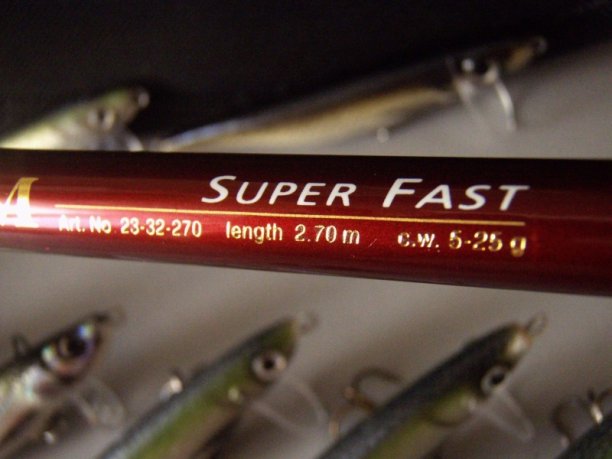 SUPER FAST
Art. No 23-32-270 length 2.70 m c.w. 5-25 g